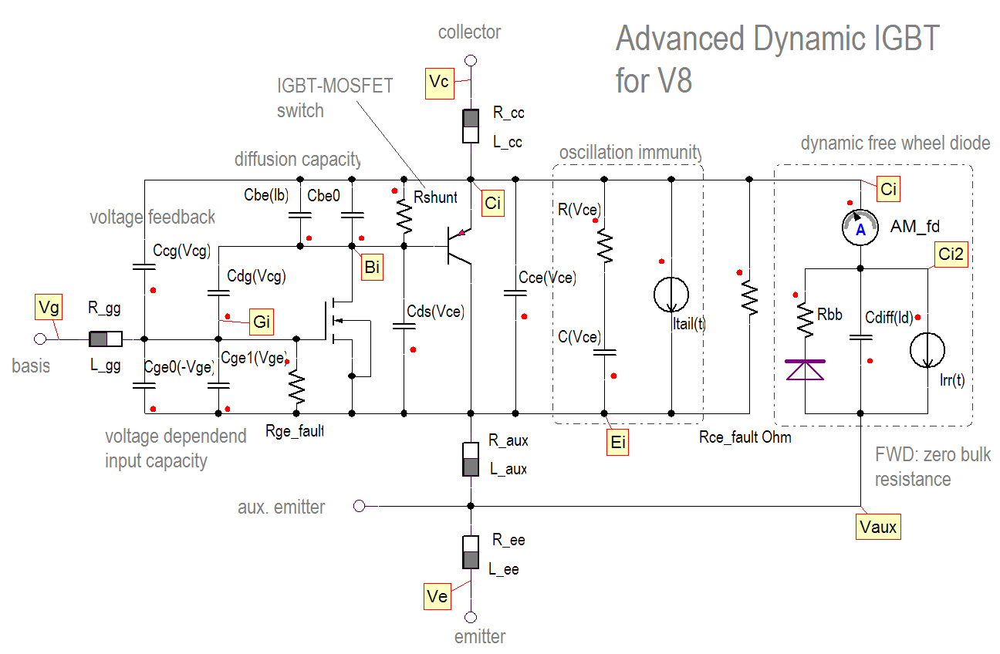 Advanced Dynamic IGBT
for V8
collector
Vc
IGBT-MOSFET
switch
R_cc
L_cc
oscillation immunity
dynamic free wheel diode
diffusion capacity
Cbe(Ib)
Cbe0
Rshunt
Ci
R(Vce)
Ci
voltage feedback
AM_fd
A
Ccg(Vcg)
Cdg(Vcg)
Bi
Cce(Vce)
Ci2
Vg
R_gg
Gi
Cds(Vce)
Itail(t)
Rbb
Cdiff(Id)
basis
L_gg
Cge0(-Vge)
Cge1(Vge)
C(Vce)
Irr(t)
Rge_fault
Ei
Rce_fault Ohm
voltage dependend
input capacity
R_aux
L_aux
FWD: zero bulk
resistance
aux. emitter
Vaux
R_ee
L_ee
Ve
emitter